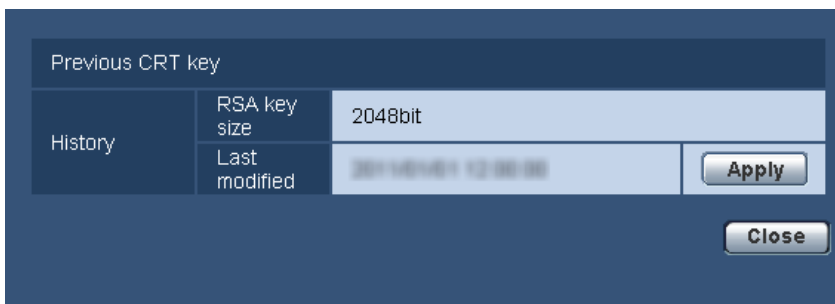 Previous CRT key
History
RSA key
size
2048bit
Last
modified
Apply
Close